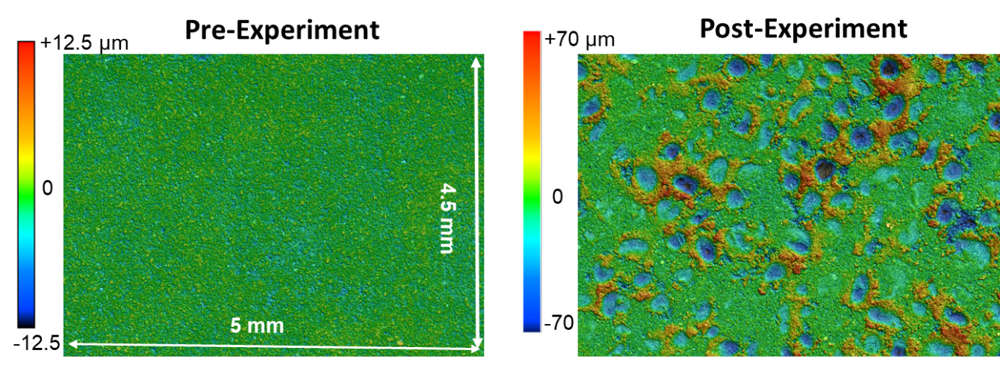 Pre-Experiment
+12.5 µm
0
-12.5
4.5 mm
5 mm
Post-Experiment
+70 µm
0
-70